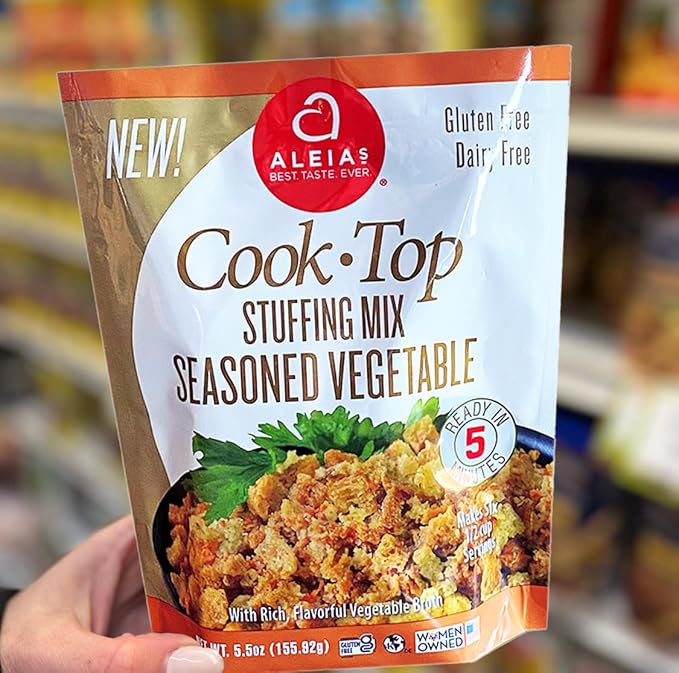 NEW!
a
ALEIAS
BEST. TASTE. EVER.
®
Gluten Free
Dairy Free
Cook•Top
STUFFING MIX
SEASONED VEGETABLE
READY IN
5
MINUTES
Makes Six
1/2 cup
Servings
With Rich, Flavorful Vegetable Broth
NET WT. 5.5oz (155.92g)
GLUTEN
FREE
WOMEN
OWNED